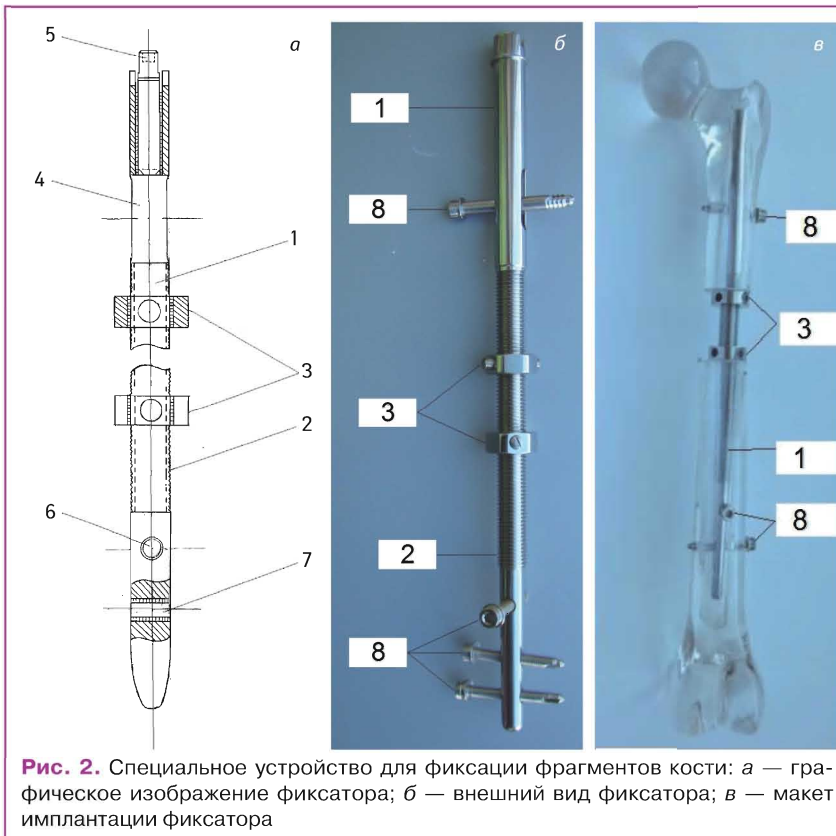 5
а
4
1
3
2
6
7
б
1
8
3
2
8
в
8
3
1
8
Рис. 2. Специальное устройство для фиксации фрагментов кости: а — гра-
фическое изображение фиксатора; б — внешний вид фиксатора; в — макет
имплантации фиксатора